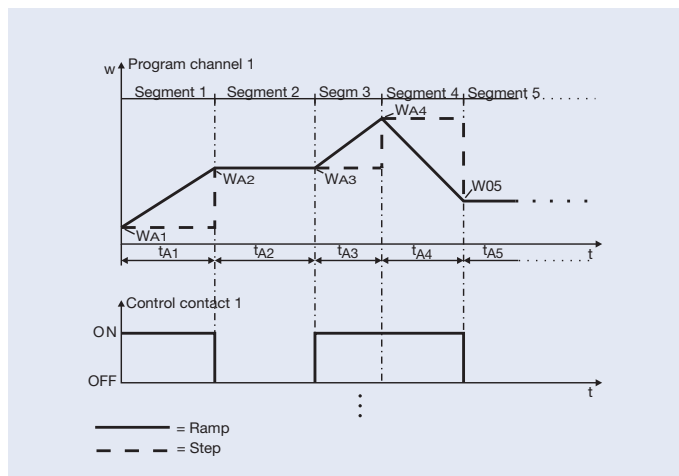 w Program channel 1
Segment 1 Segment 2 Segm 3 Segment 4 Segment 5
WA4
WA2 WA3 W05
WA1
tA1 tA2 tA3 tA4 tA5 t
Control contact 1
ON
OFF t
= Ramp
= Step